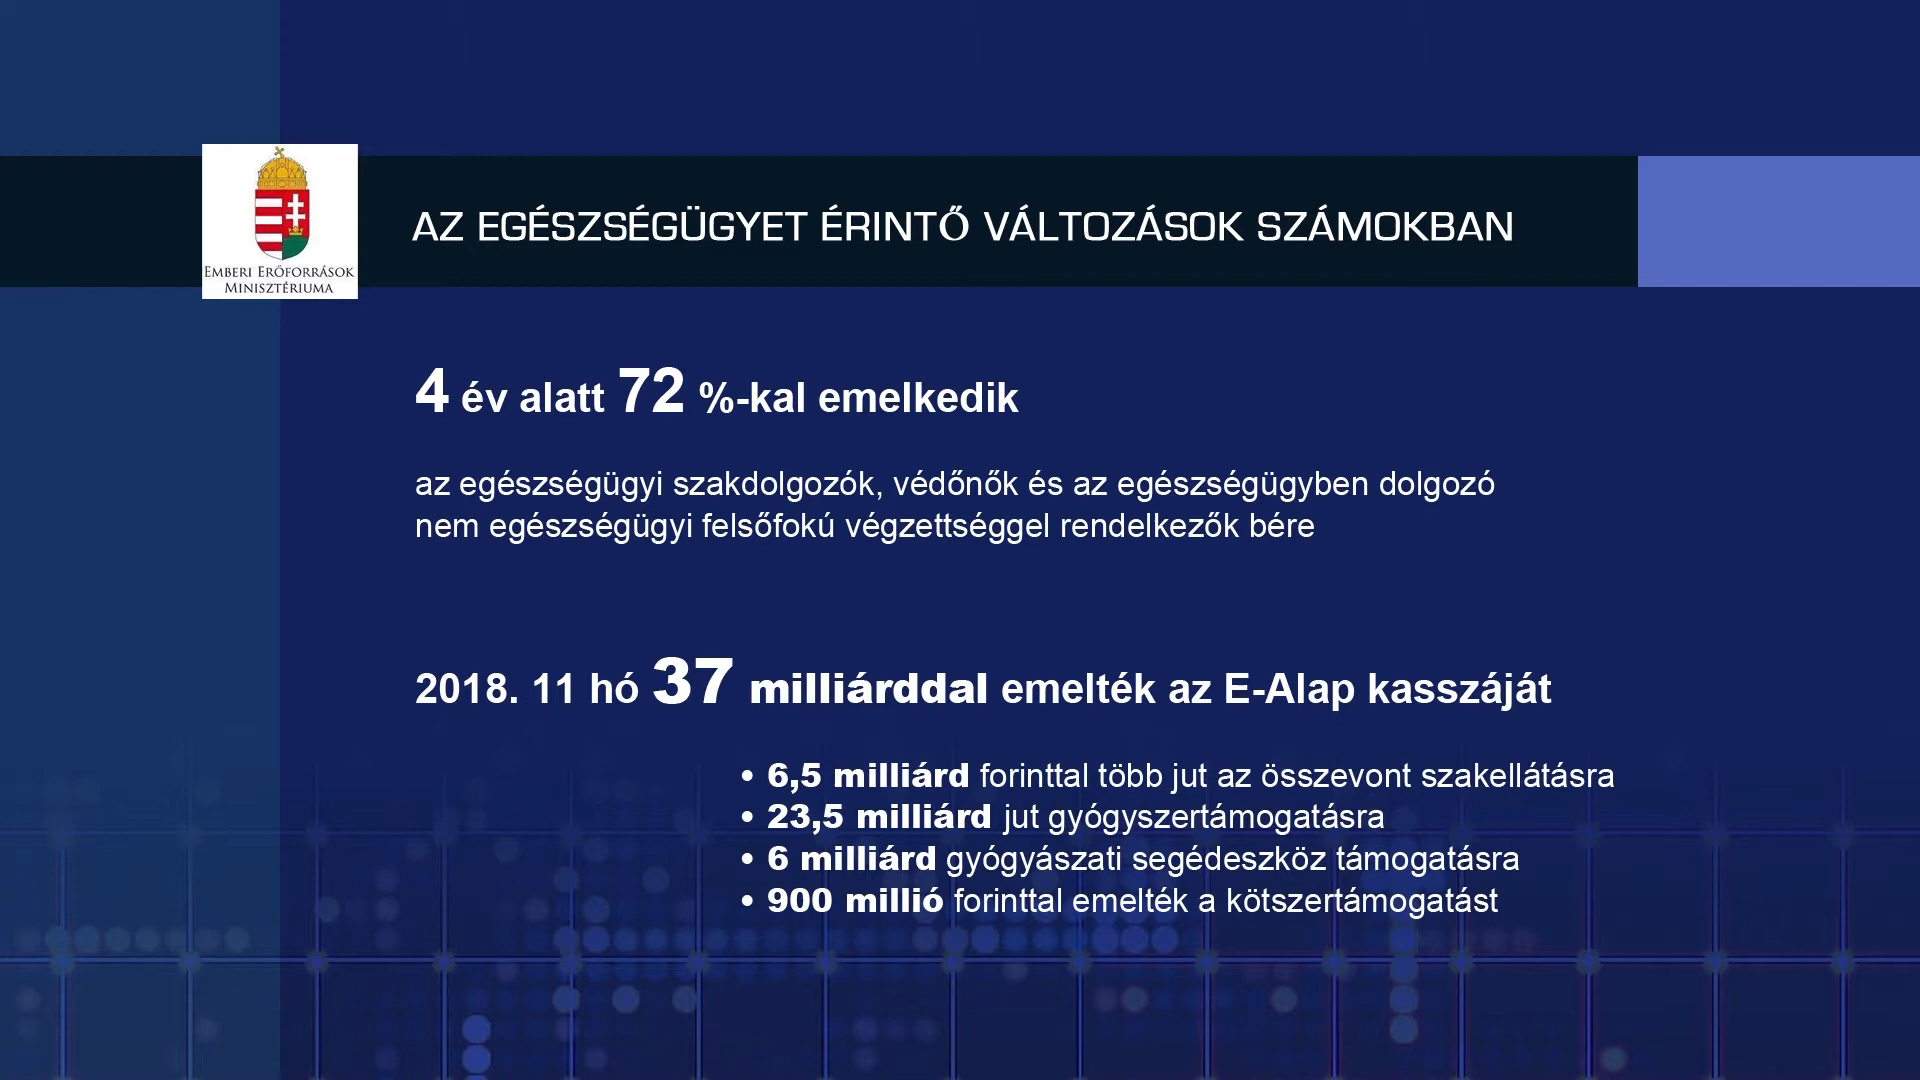 EMBERI ERŐFORRÁSOK
MINISZTÉRIUMA
AZ EGÉSZSÉGÜGYET ÉRINTŐ VÁLTOZÁSOK SZÁMOKBAN
4 év alatt 72 %-kal emelkedik
az egészségügyi szakdolgozók, védőnők és az egészségügyben dolgozó
nem egészségügyi felsőfokú végzettséggel rendelkezők bére
2018. 11 hó 37 milliárddal emelték az E-Alap kasszáját
• 6,5 milliárd forinttal több jut az összevont szakellátásra
• 23,5 milliárd jut gyógyszertámogatásra
• 6 milliárd gyógyászati segédeszköz támogatásra
• 900 millió forinttal emelték a kötszertámogatást